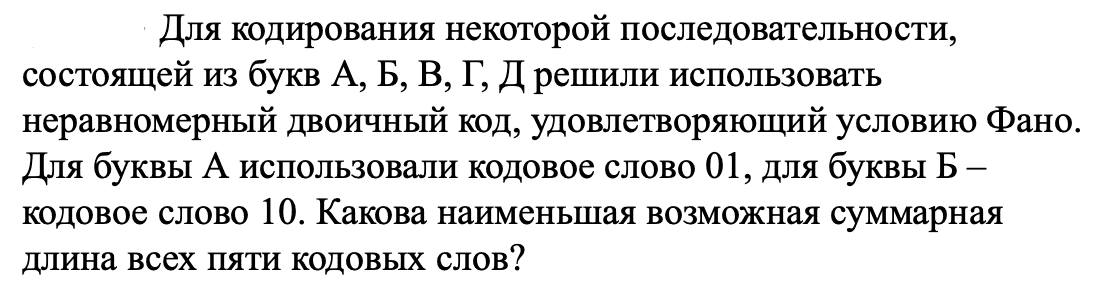 Для кодирования некоторой последовательности,
состоящей из букв А, Б, В, Г, Д решили использовать
неравномерный двоичный код, удовлетворяющий условию Фано.
Для буквы А использовали кодовое слово 01, для буквы Б –
кодовое слово 10. Какова наименьшая возможная суммарная
длина всех пяти кодовых слов?